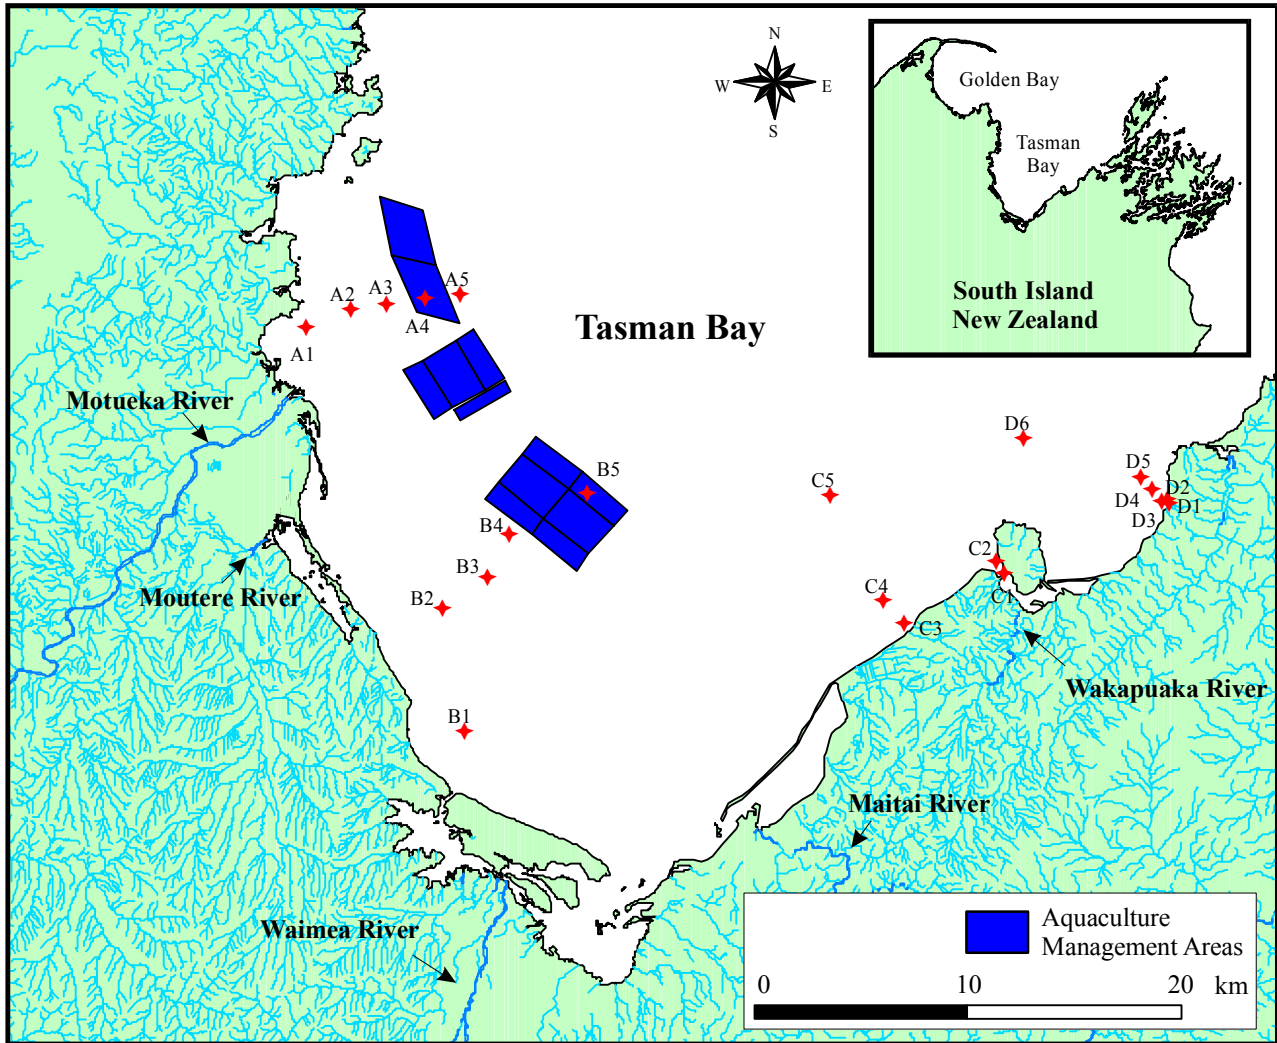 N
W
E
S
Golden Bay
Tasman
Bay
South Island
New Zealand
A1
A2
A3
A4
A5
Tasman Bay
Motueka River
B5
B4
B3
B2
B1
C5
D6
D5
D2
D4
D1
D3
C2
C1
C4
C3
Moutere River
Wakapuaka River
Maitai River
Waimea River
Aquaculture
Management Areas
0 10 20 km